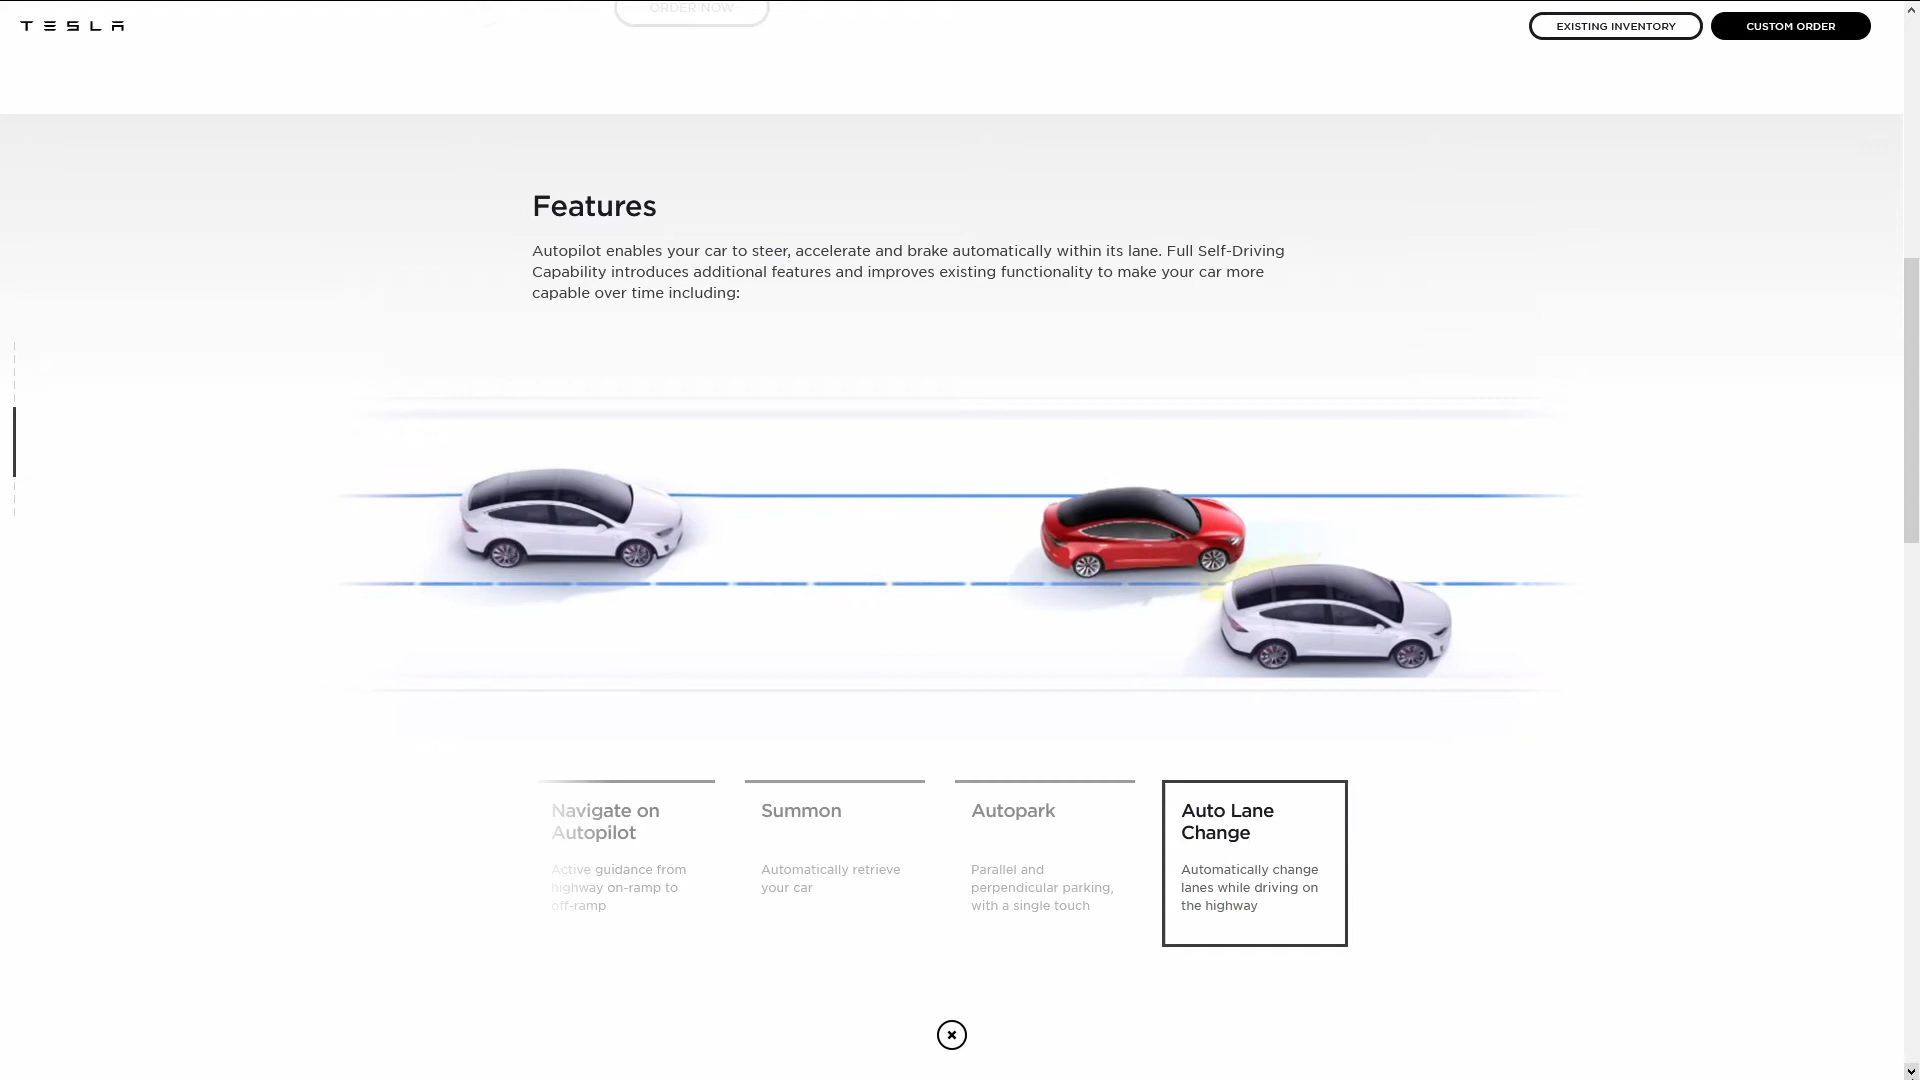 ORDER NOW
TESLA
EXISTING INVENTORY
CUSTOM ORDER
Features
Autopilot enables your car to steer, accelerate and brake automatically within its lane. Full Self-Driving
Capability introduces additional features and improves existing functionality to make your car more
capable over time including:
Navigate on
Autopilot
Active guidance from
highway on-ramp to
off-ramp
Summon
Automatically retrieve
your car
Autopark
Parallel and
perpendicular parking,
with a single touch
Auto Lane
Change
Automatically change
lanes while driving on
the highway